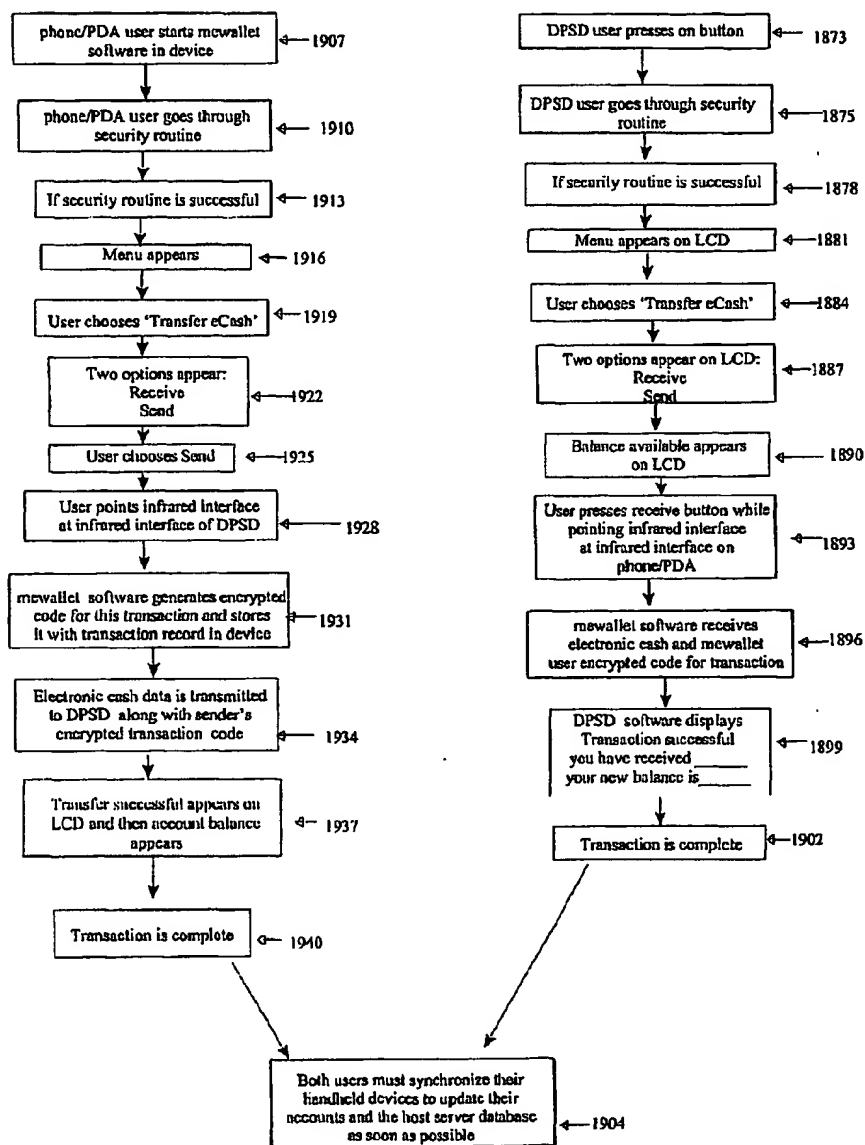 phone/PDA user starts mewallet
software in device
1907
phone/PDA user goes through
security routine
1910
If security routine is successful
1913
Menu appears
1916
User chooses 'Transfer eCash'
1919
Two options appear:
Receive
Send
1922
User chooses Send
1925
User points infrared interface
at infrared interface of DPSD
1928
mewallet software generates encrypted
code for this transaction and stores
it with transaction record in device
1931
Electronic cash data is transmitted
to DPSD along with sender's
encrypted transaction code
1934
Transfer successful appears on
LCD and then account balance
appears
1937
Transaction is complete
1940
DPSD user presses on button
1873
DPSD user goes through security
routine
1875
If security routine is successful
1878
Menu appears on LCD
1881
User chooses 'Transfer eCash'
1884
Two options appear on LCD:
Receive
Send
1887
Balance available appears
on LCD
1890
User presses receive button while
pointing infrared interface
at infrared interface on
phone/PDA
1893
mewallet software receives
electronic cash and mewallet
user encrypted code for transaction
1896
DPSD software displays
Transaction successful
you have received ______
your new balance is ______
1899
Transaction is complete
1902
Both users must synchronize their
handheld devices to update their
accounts and the host server database
as soon as possible
1904